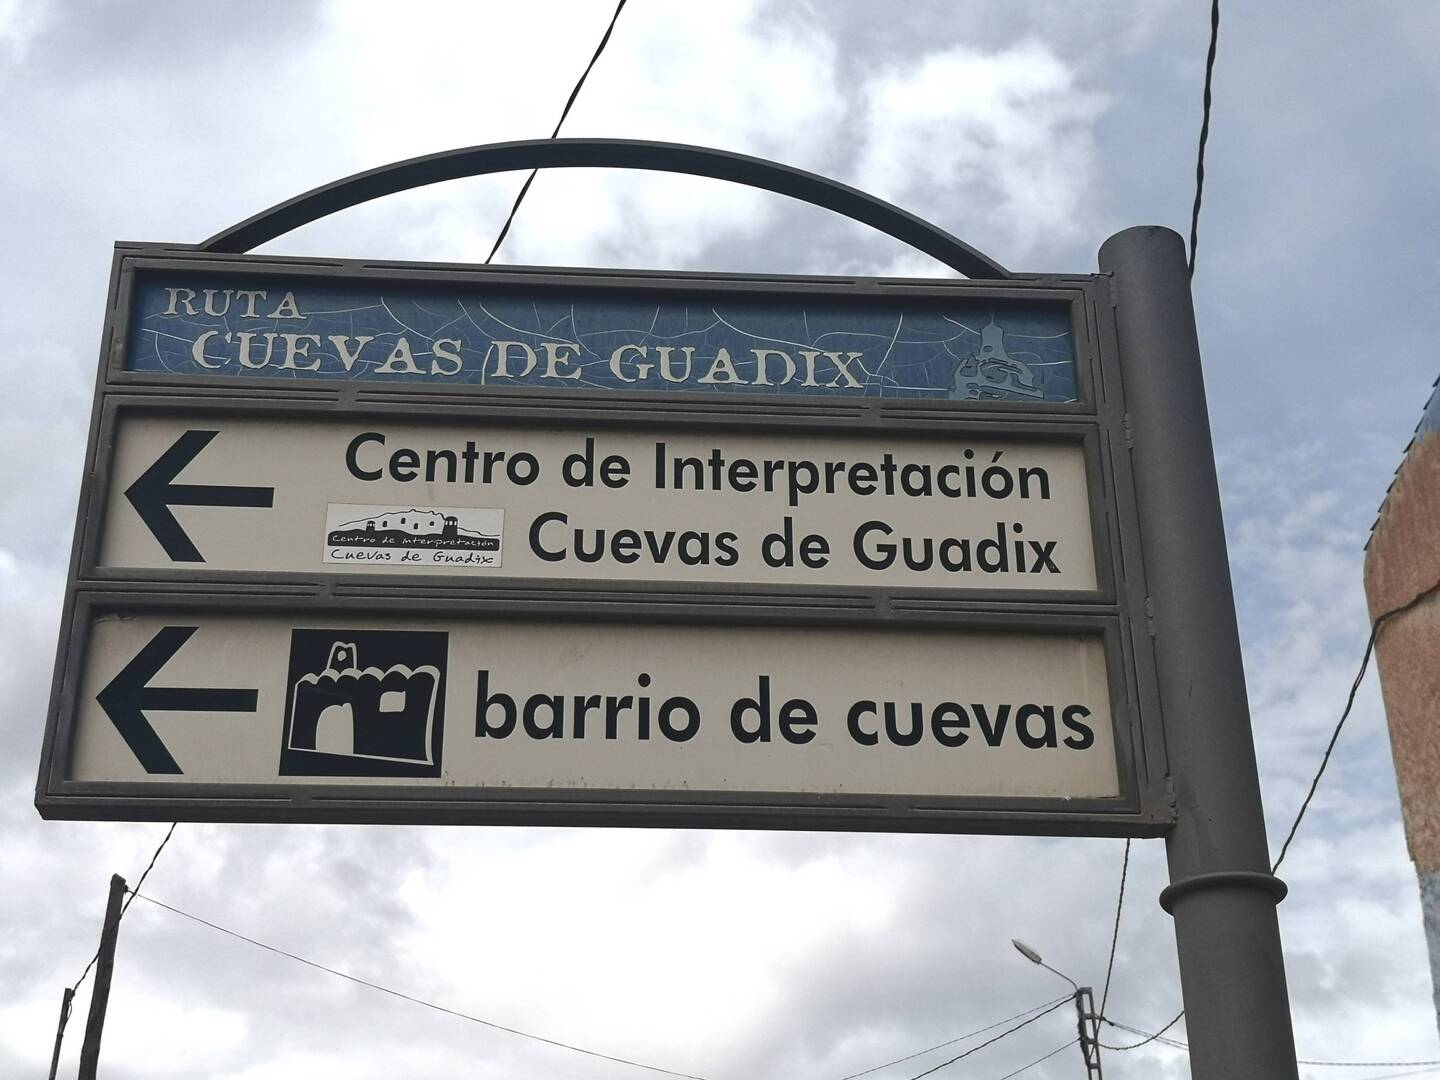 RUTA
CUEVAS DE GUADIX
Centro de Interpretación
Cuevas de Guadix
Centro de Interpretación
Cuevas de Guadix
barrio de cuevas